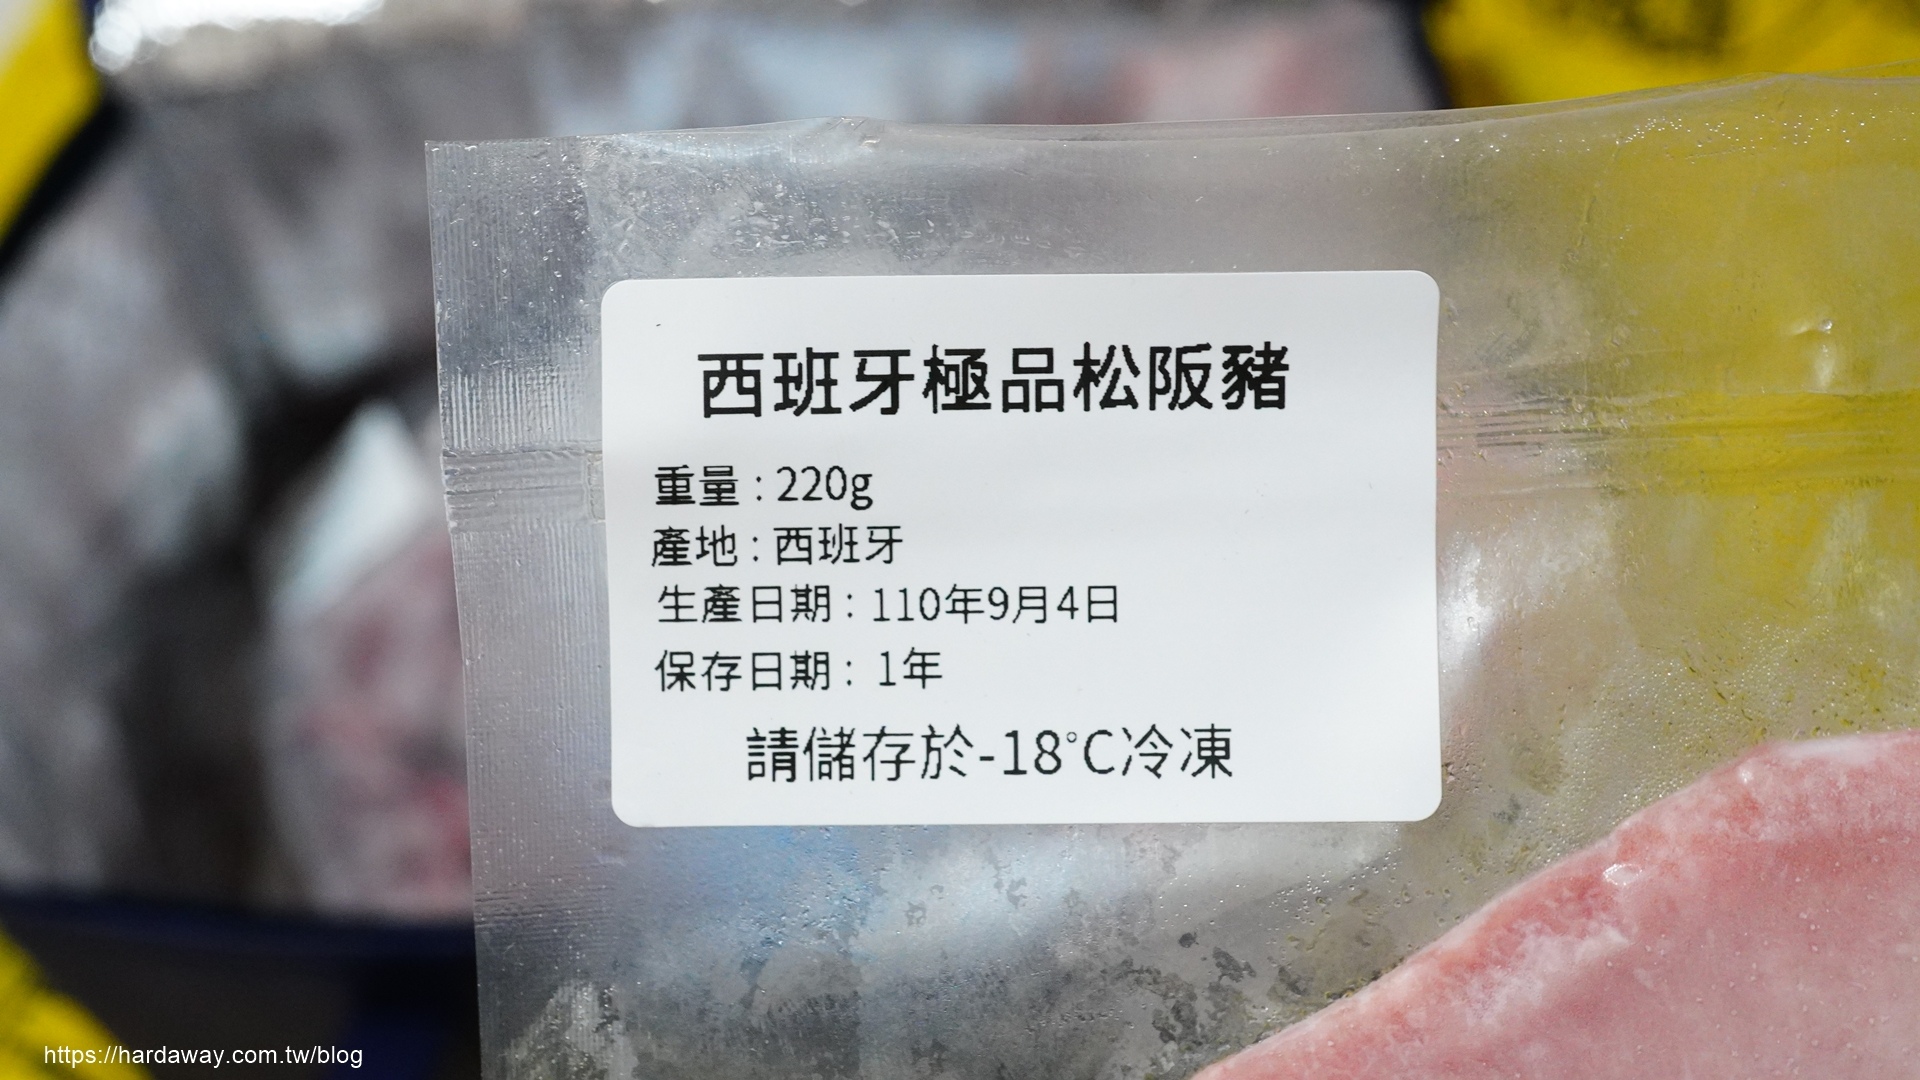 西班牙極品松阪豬
重量 : 220g
產地 : 西班牙
生產日期 : 110年9月4日
保存日期 : 1年
請儲存於-18°C冷凍
https://hardaway.com.tw/blog